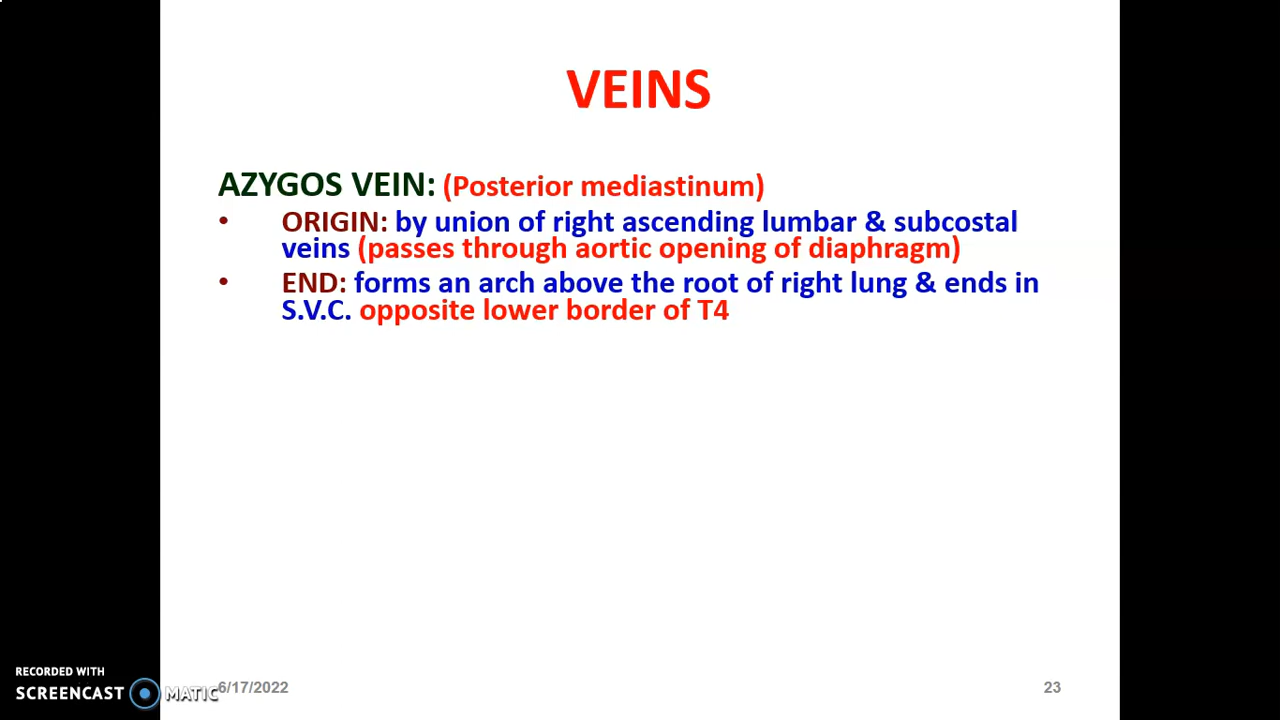 VEINS
AZYGOS VEIN: (Posterior mediastinum)
• ORIGIN: by union of right ascending lumbar & subcostal
veins (passes through aortic opening of diaphragm)
• END: forms an arch above the root of right lung & ends in
S.V.C. opposite lower border of T4
RECORDED WITH
SCREENCAST MATIC
6/17/2022
23